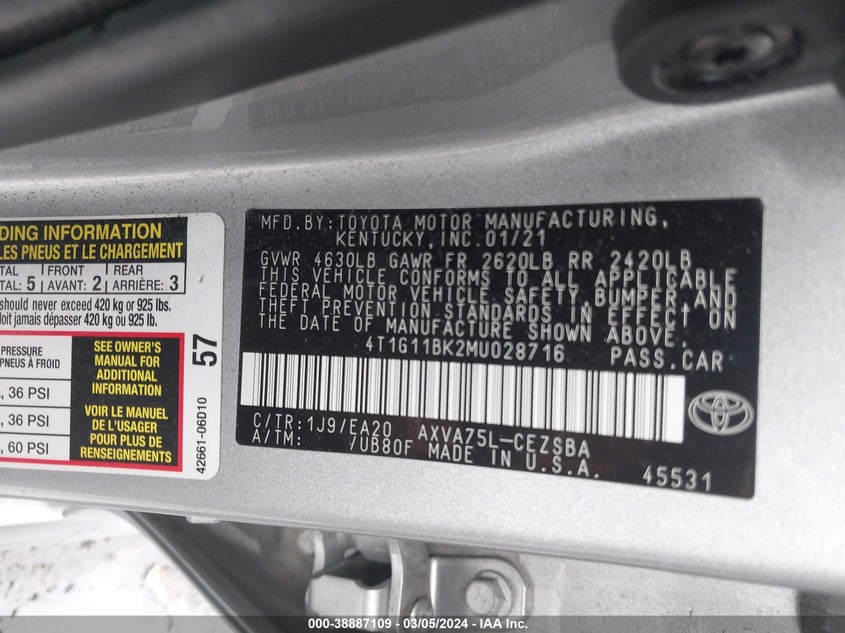 DING INFORMATION
LES PNEUS ET LE CHARGEMENT
TAL FRONT REAR
TAL: 5 AVANT: 2 ARRIÈRE: 3
should never exceed 420 kg or 925 lbs.
doit jamais dépasser 420 kg ou 925 lb.
PRESSURE
PNEUS À FROID
36 PSI
36 PSI
60 PSI
SEE OWNER'S
MANUAL FOR
ADDITIONAL
INFORMATION
VOIR LE MANUEL
DE L'USAGER
POUR PLUS DE
RENSEIGNEMENTS
57
42661-06D10
MFD.BY:TOYOTA MOTOR MANUFACTURING,
KENTUCKY, INC. 01/21
GVWR 4630LB GAWR FR 2620LB RR 2420LB
THIS VEHICLE CONFORMS TO ALL APPLICABLE
FEDERAL MOTOR VEHICLE SAFETY, BUMPER, AND
THEFT PREVENTION STANDARDS IN EFFECT ON
THE DATE OF MANUFACTURE SHOWN ABOVE.
4T1G11BK2MU028716 PASS.CAR
C/TR:1J9/EA20 AXVA75L-CEZSBA
A/TM: /UB80F MADE IN U.S.A.
45531
000-38887109 — 03/05/2024 — IAA Inc.